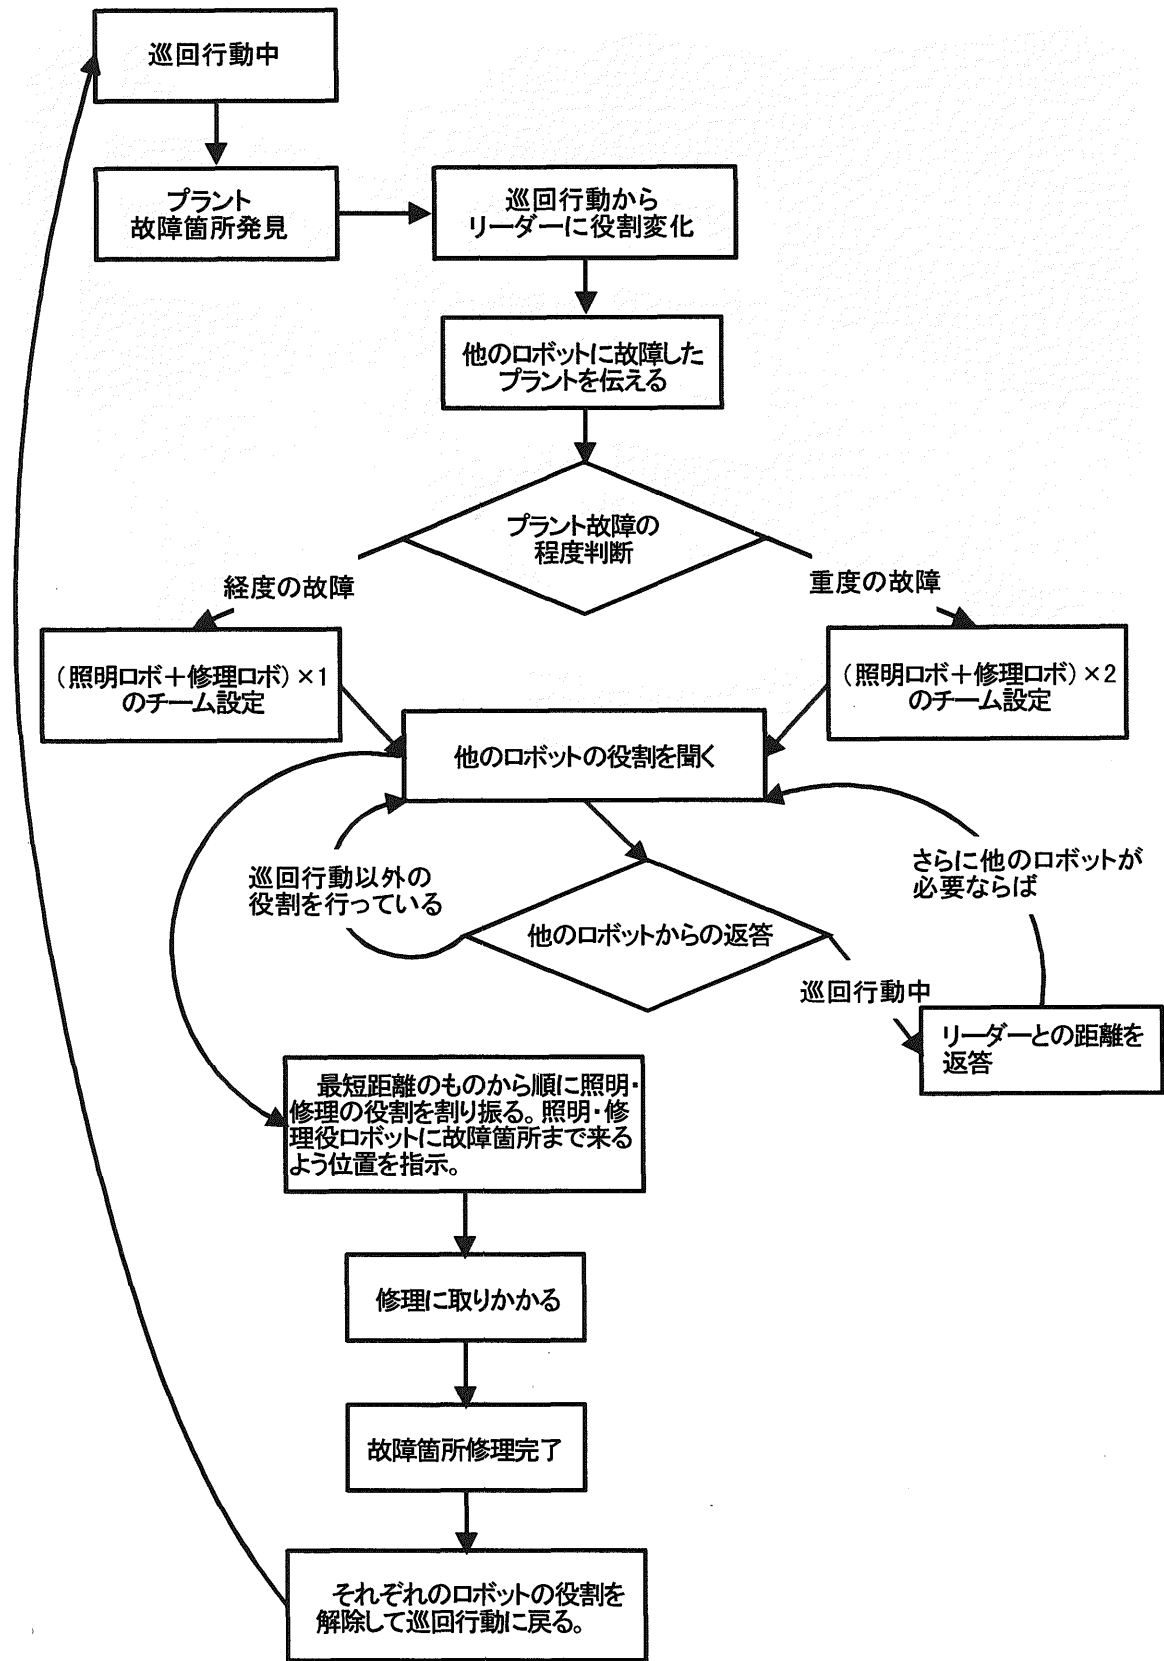 巡回行動中
プラント
故障箇所発見
巡回行動から
リーダーに役割変化
他のロボットに故障した
プラントを伝える
プラント故障の
程度判断
経度の故障
重度の故障
(照明ロボ+修理ロボ)×1
のチーム設定
(照明ロボ+修理ロボ)×2
のチーム設定
他のロボットの役割を聞く
巡回行動以外の
役割を行っている
さらに他のロボットが
必要ならば
他のロボットからの返答
巡回行動中
リーダーとの距離を
返答
最短距離のものから順に照明・
修理の役割を割り振る。照明・修
理役ロボットに故障箇所まで来る
よう位置を指示。
修理に取りかかる
故障箇所修理完了
それぞれのロボットの役割を
解除して巡回行動に戻る。